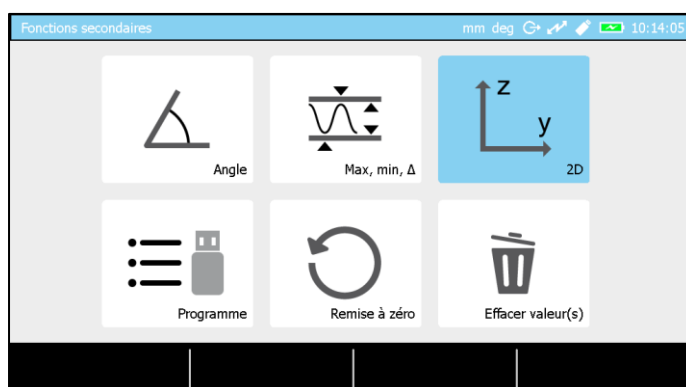 Fonctions secondaires
mm deg 10:14:05
Angle
Max, min, Δ
z
y
2D
Programme
Remise à zéro
Effacer valeur(s)